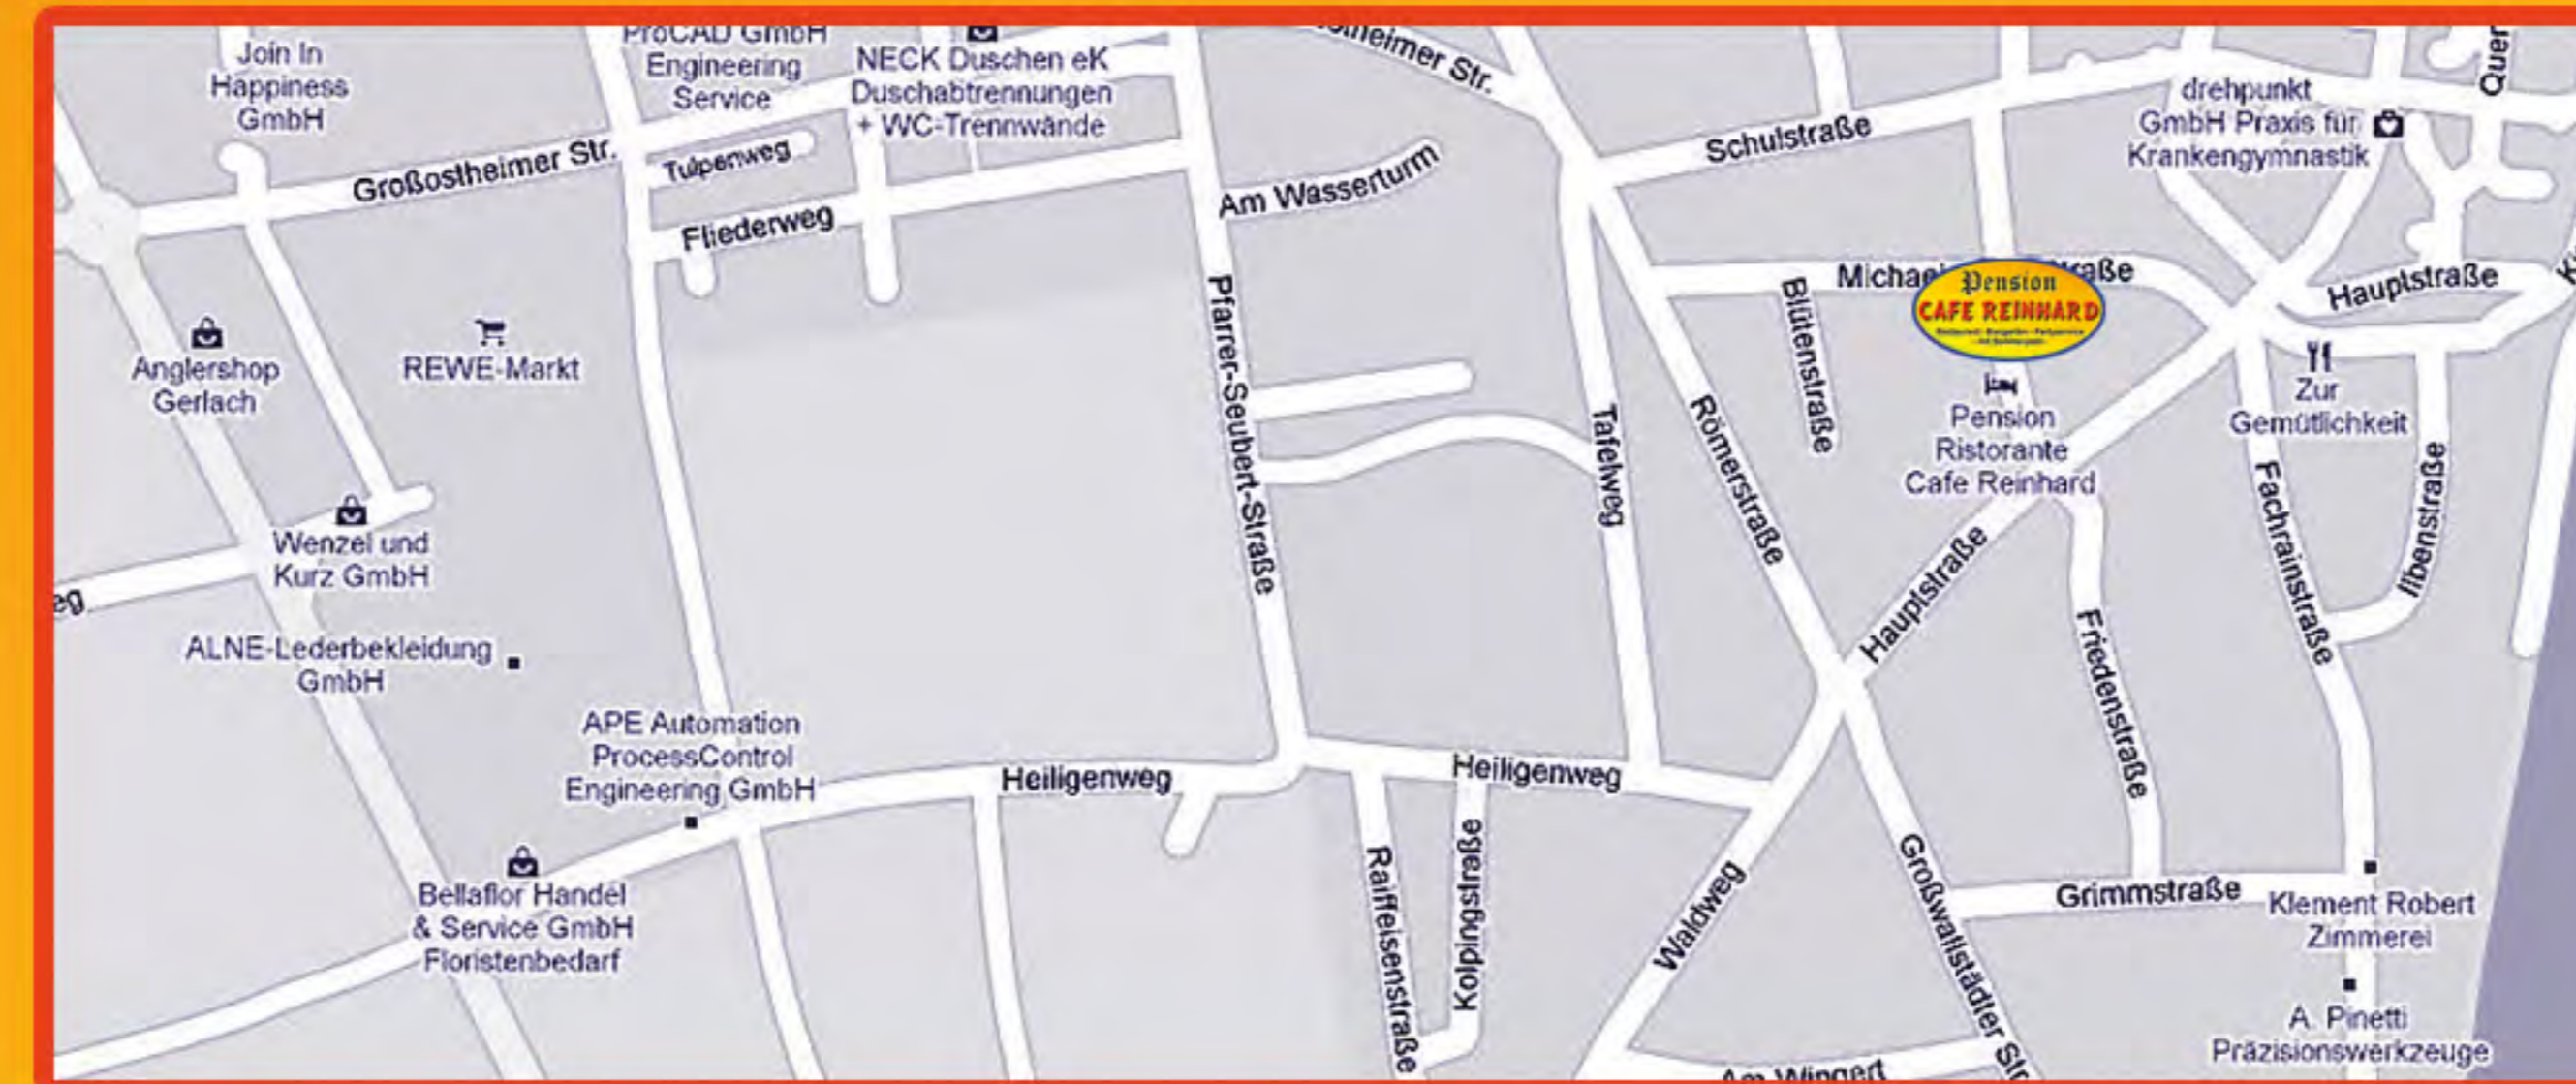 Join In
Happiness
GmbH
ProCAD GmbH
Engineering
Service
NECK Duschen eK
Duschabtrennungen
+ WC-Trennwände
Schulstraße
drehpunkt
GmbH Praxis für
Krankengymnastik
Großostheimer Str.
Tulpenweg
Fliederweg
Am Wasserturm
Hauptstraße
Pension
CAFE REINHARD
Blütenstraße
Pfarrer-Seubert-Straße
Anglershop
Gerlach
REWE-Markt
Tafelweg
Römerstraße
Pension
Ristorante
Cafe Reinhard
Zur
Gemütlichkeit
Fachrainstraße
Ilbenstraße
Wenzel und
Kurz GmbH
Hauptstraße
Friedenstraße
ALNE-Lederbekleidung
GmbH
APE Automation
ProcessControl
Engineering GmbH
Heiligenweg
Heiligenweg
Raiffeisenstraße
Kolpingstraße
Waldweg
Großwallstädter Str
Grimmstraße
Bellaflor Handel
& Service GmbH
Floristenbedarf
Klement Robert
Zimmerei
A. Pinetti
Präzisionswerkzeuge
Am Wingert